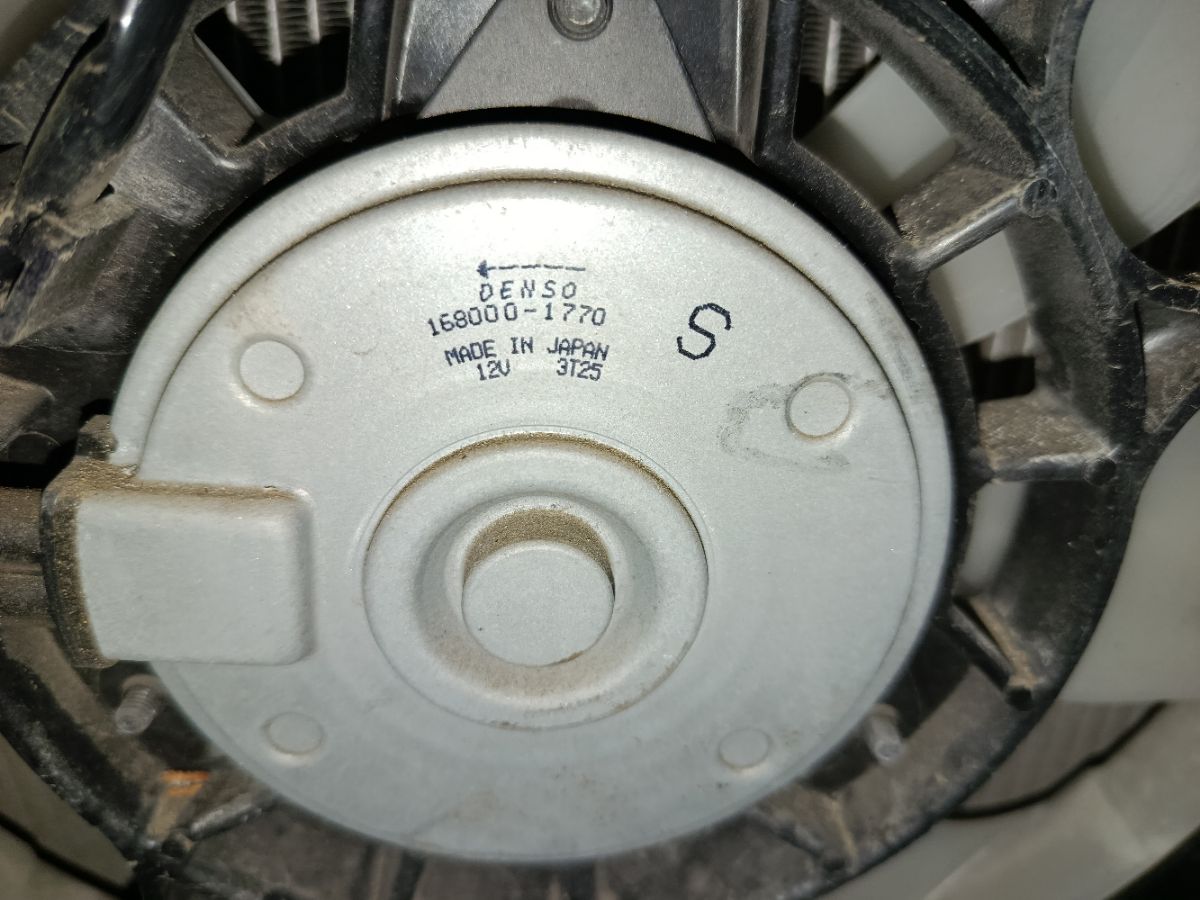 DENSO
168000-1770
S
MADE IN JAPAN
12V 3T25